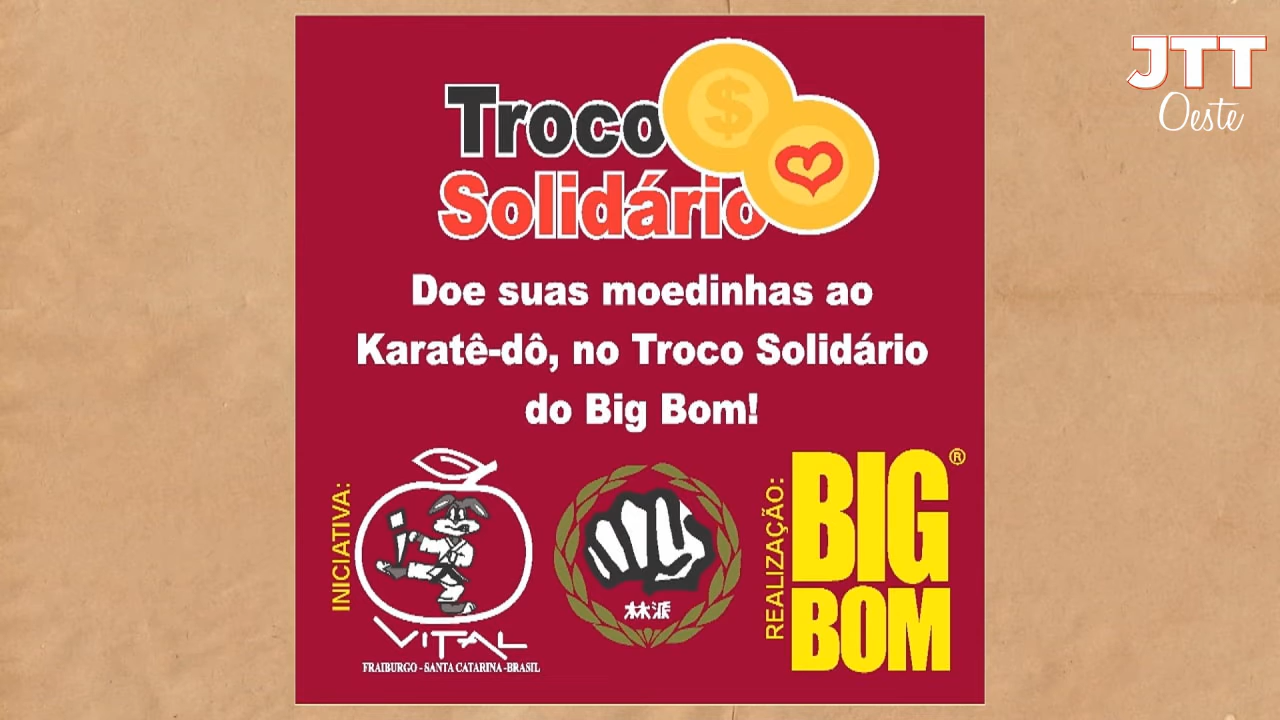 JTT
Oeste
$
Troco
Solidário
Doe suas moedinhas ao
Karatê-dô, no Troco Solidário
do Big Bom!
INICIATIVA:
VITAL
FRAIBURGO - SANTA CATARINA -BRASIL
林派
REALIZAÇÃO:
BIG
BOM
®